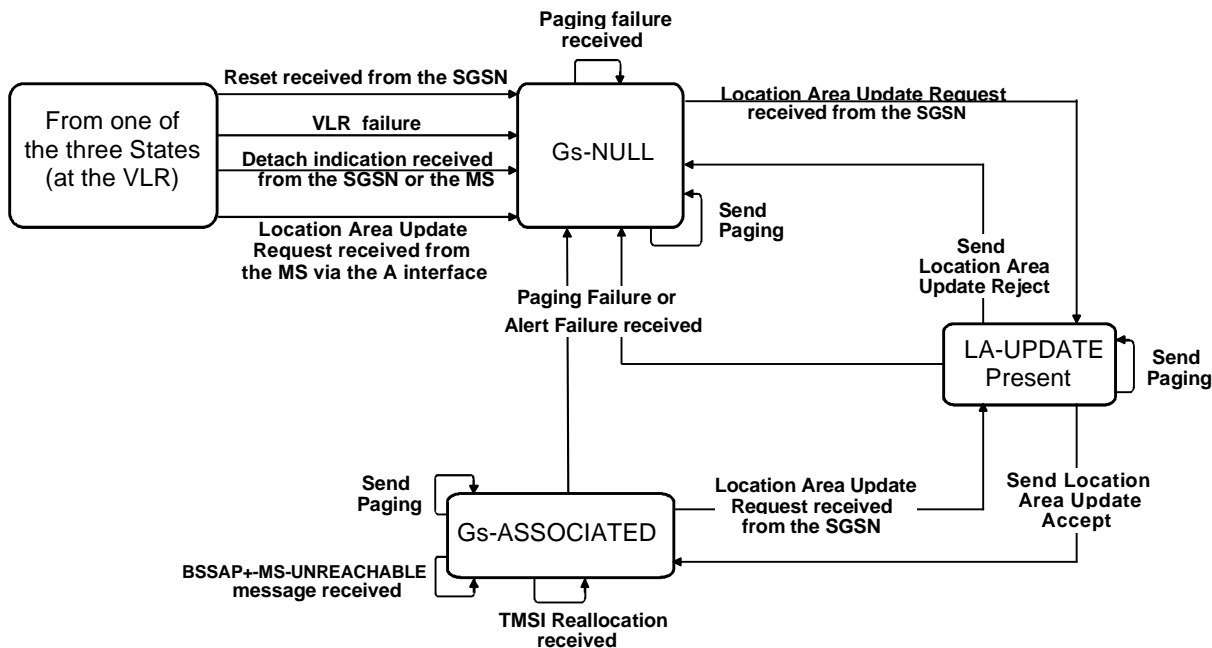 Paging failure
received
Reset received from the SGSN
From one of
the three States
(at the VLR)
VLR failure
Detach indication received
from the SGSN or the MS
Location Area Update
Request received from
the MS via the A interface
Gs-NULL
Location Area Update Request
received from the SGSN
Send
Paging
Send
Location Area
Update Reject
Paging Failure or
Alert Failure received
LA-UPDATE
Present
Send
Paging
Send
Paging
Gs-ASSOCIATED
Location Area Update
Request received
from the SGSN
Send Location
Area Update
Accept
BSSAP+-MS-UNREACHABLE
message received
TMSI Reallocation
received